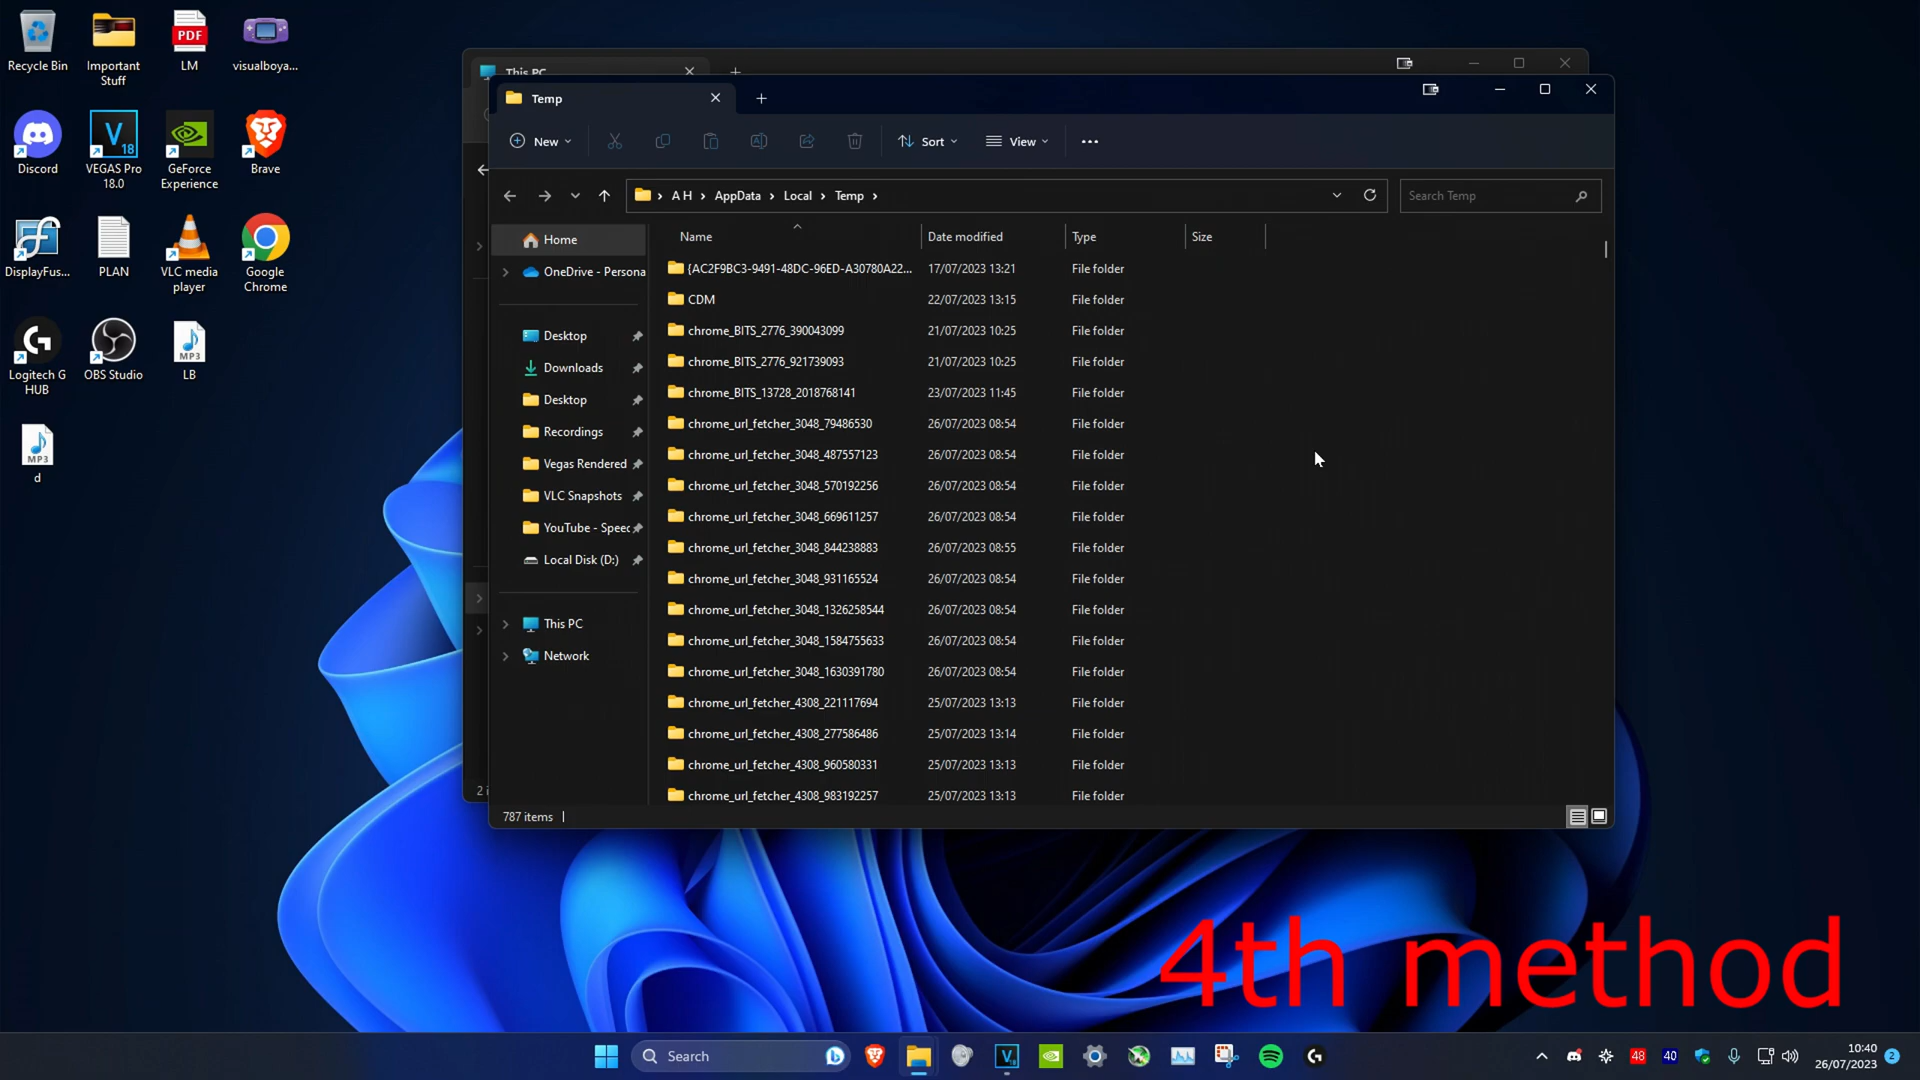 Recycle Bin
Important
Stuff
LM
visualboya...
Discord
VEGAS Pro
18.0
GeForce
Experience
Brave
DisplayFus...
PLAN
VLC media
player
Google
Chrome
Logitech G
HUB
OBS Studio
LB
d
PDF
V
18
MP3
MP3
This PC
Temp
New
Sort
View
A H > AppData > Local > Temp >
Search Temp
Home
OneDrive - Persona
Desktop
Downloads
Desktop
Recordings
Vegas Rendered
VLC Snapshots
YouTube - Speec
Local Disk (D:)
This PC
Network
Name Date modified Type Size
{AC2F9BC3-9491-48DC-96ED-A30780A22... 17/07/2023 13:21 File folder
CDM 22/07/2023 13:15 File folder
chrome_BITS_2776_390043099 21/07/2023 10:25 File folder
chrome_BITS_2776_921739093 21/07/2023 10:25 File folder
chrome_BITS_13728_2018768141 23/07/2023 11:45 File folder
chrome_url_fetcher_3048_79486530 26/07/2023 08:54 File folder
chrome_url_fetcher_3048_487557123 26/07/2023 08:54 File folder
chrome_url_fetcher_3048_570192256 26/07/2023 08:54 File folder
chrome_url_fetcher_3048_669611257 26/07/2023 08:54 File folder
chrome_url_fetcher_3048_844238883 26/07/2023 08:55 File folder
chrome_url_fetcher_3048_931165524 26/07/2023 08:54 File folder
chrome_url_fetcher_3048_1326258544 26/07/2023 08:54 File folder
chrome_url_fetcher_3048_1584755633 26/07/2023 08:54 File folder
chrome_url_fetcher_3048_1630391780 26/07/2023 08:54 File folder
chrome_url_fetcher_4308_221117694 25/07/2023 13:13 File folder
chrome_url_fetcher_4308_277586486 25/07/2023 13:14 File folder
chrome_url_fetcher_4308_960580331 25/07/2023 13:13 File folder
chrome_url_fetcher_4308_983192257 25/07/2023 13:13 File folder
2 i
787 items
4th method
Search
48
40
10:40
26/07/2023
2